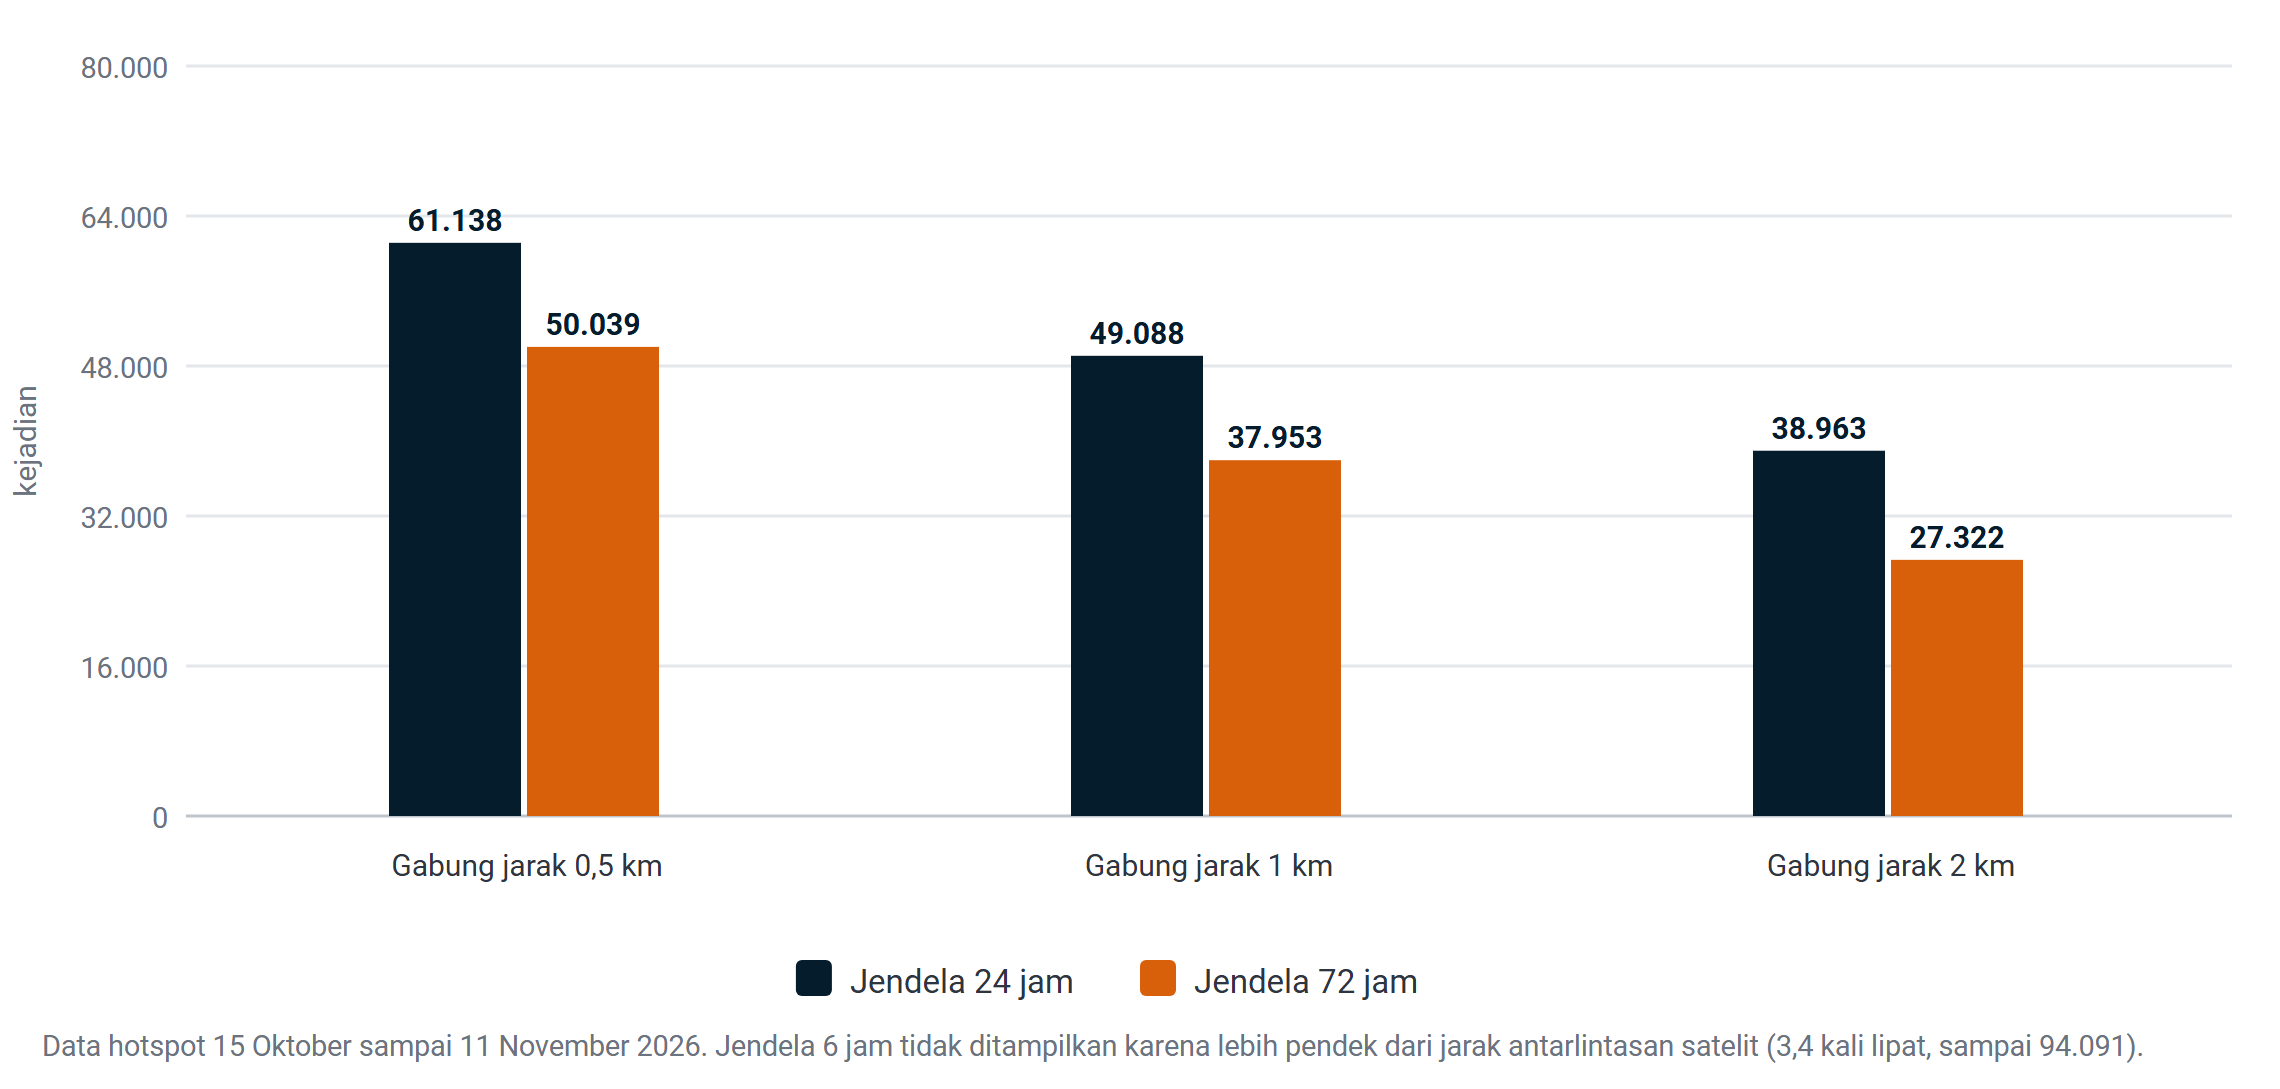 80.000
64.000
48.000
32.000
16.000
0
kejadian
61.138
50.039
49.088
37.953
38.963
27.322
Gabung jarak 0,5 km
Gabung jarak 1 km
Gabung jarak 2 km
Jendela 24 jam
Jendela 72 jam
Data hotspot 15 Oktober sampai 11 November 2026. Jendela 6 jam tidak ditampilkan karena lebih pendek dari jarak antarlintasan satelit (3,4 kali lipat, sampai 94.091).